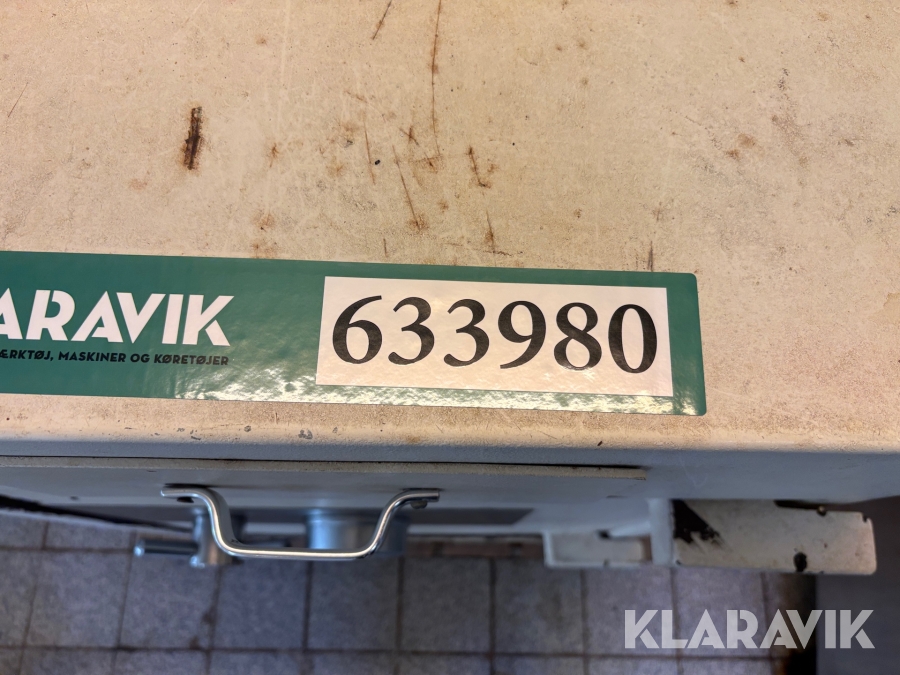 ARAVIK
ÆRKTØJ, MASKINER OG KØRETØJER
633980
KLARAVIK